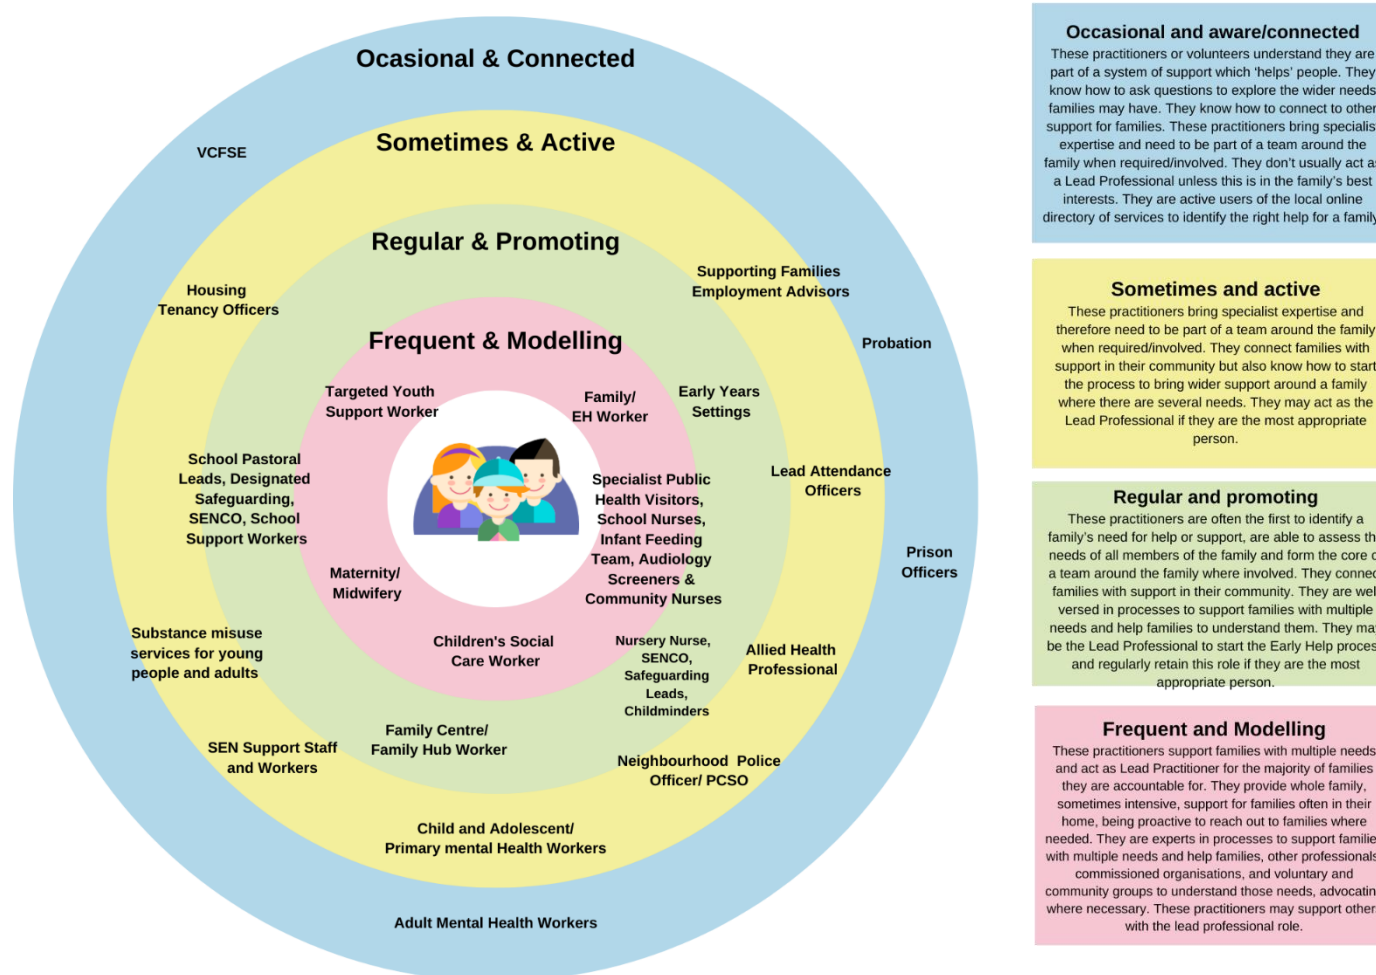 Ocasional & Connected
VCFSE
Sometimes & Active
Regular & Promoting
Supporting Families
Employment Advisors
Housing
Tenancy Officers
Probation
Frequent & Modelling
Targeted Youth
Support Worker
Family/
EH Worker
Early Years
Settings
School Pastoral
Leads, Designated
Safeguarding,
SENCO, School
Support Workers
Specialist Public
Health Visitors,
School Nurses,
Infant Feeding
Team, Audiology
Screeners &
Community Nurses
Lead Attendance
Officers
Prison
Officers
Maternity/
Midwifery
Children's Social
Care Worker
Nursery Nurse,
SENCO,
Safeguarding
Leads,
Childminders
Allied Health
Professional
Substance misuse
services for young
people and adults
Family Centre/
Family Hub Worker
SEN Support Staff
and Workers
Neighbourhood Police
Officer/ PCSO
Child and Adolescent/
Primary mental Health Workers
Adult Mental Health Workers
Occasional and aware/connected
These practitioners or volunteers understand they are
part of a system of support which 'helps' people. They
know how to ask questions to explore the wider needs
families may have. They know how to connect to other
support for families. These practitioners bring specialist
expertise and need to be part of a team around the
family when required/involved. They don't usually act as
a Lead Professional unless this is in the family's best
interests. They are active users of the local online
directory of services to identify the right help for a family
Sometimes and active
These practitioners bring specialist expertise and
therefore need to be part of a team around the family
when required/involved. They connect families with
support in their community but also know how to start
the process to bring wider support around a family
where there are several needs. They may act as the
Lead Professional if they are the most appropriate
person.
Regular and promoting
These practitioners are often the first to identify a
family's need for help or support, are able to assess th
needs of all members of the family and form the core o
a team around the family where involved. They connec
families with support in their community. They are wel
versed in processes to support families with multiple
needs and help families to understand them. They may
be the Lead Professional to start the Early Help proces
and regularly retain this role if they are the most
appropriate person.
Frequent and Modelling
These practitioners support families with multiple needs
and act as Lead Practitioner for the majority of families
they are accountable for. They provide whole family,
sometimes intensive, support for families often in their
home, being proactive to reach out to families where
needed. They are experts in processes to support familie
with multiple needs and help families, other professionals
commissioned organisations, and voluntary and
community groups to understand those needs, advocatin
where necessary. These practitioners may support other
with the lead professional role.